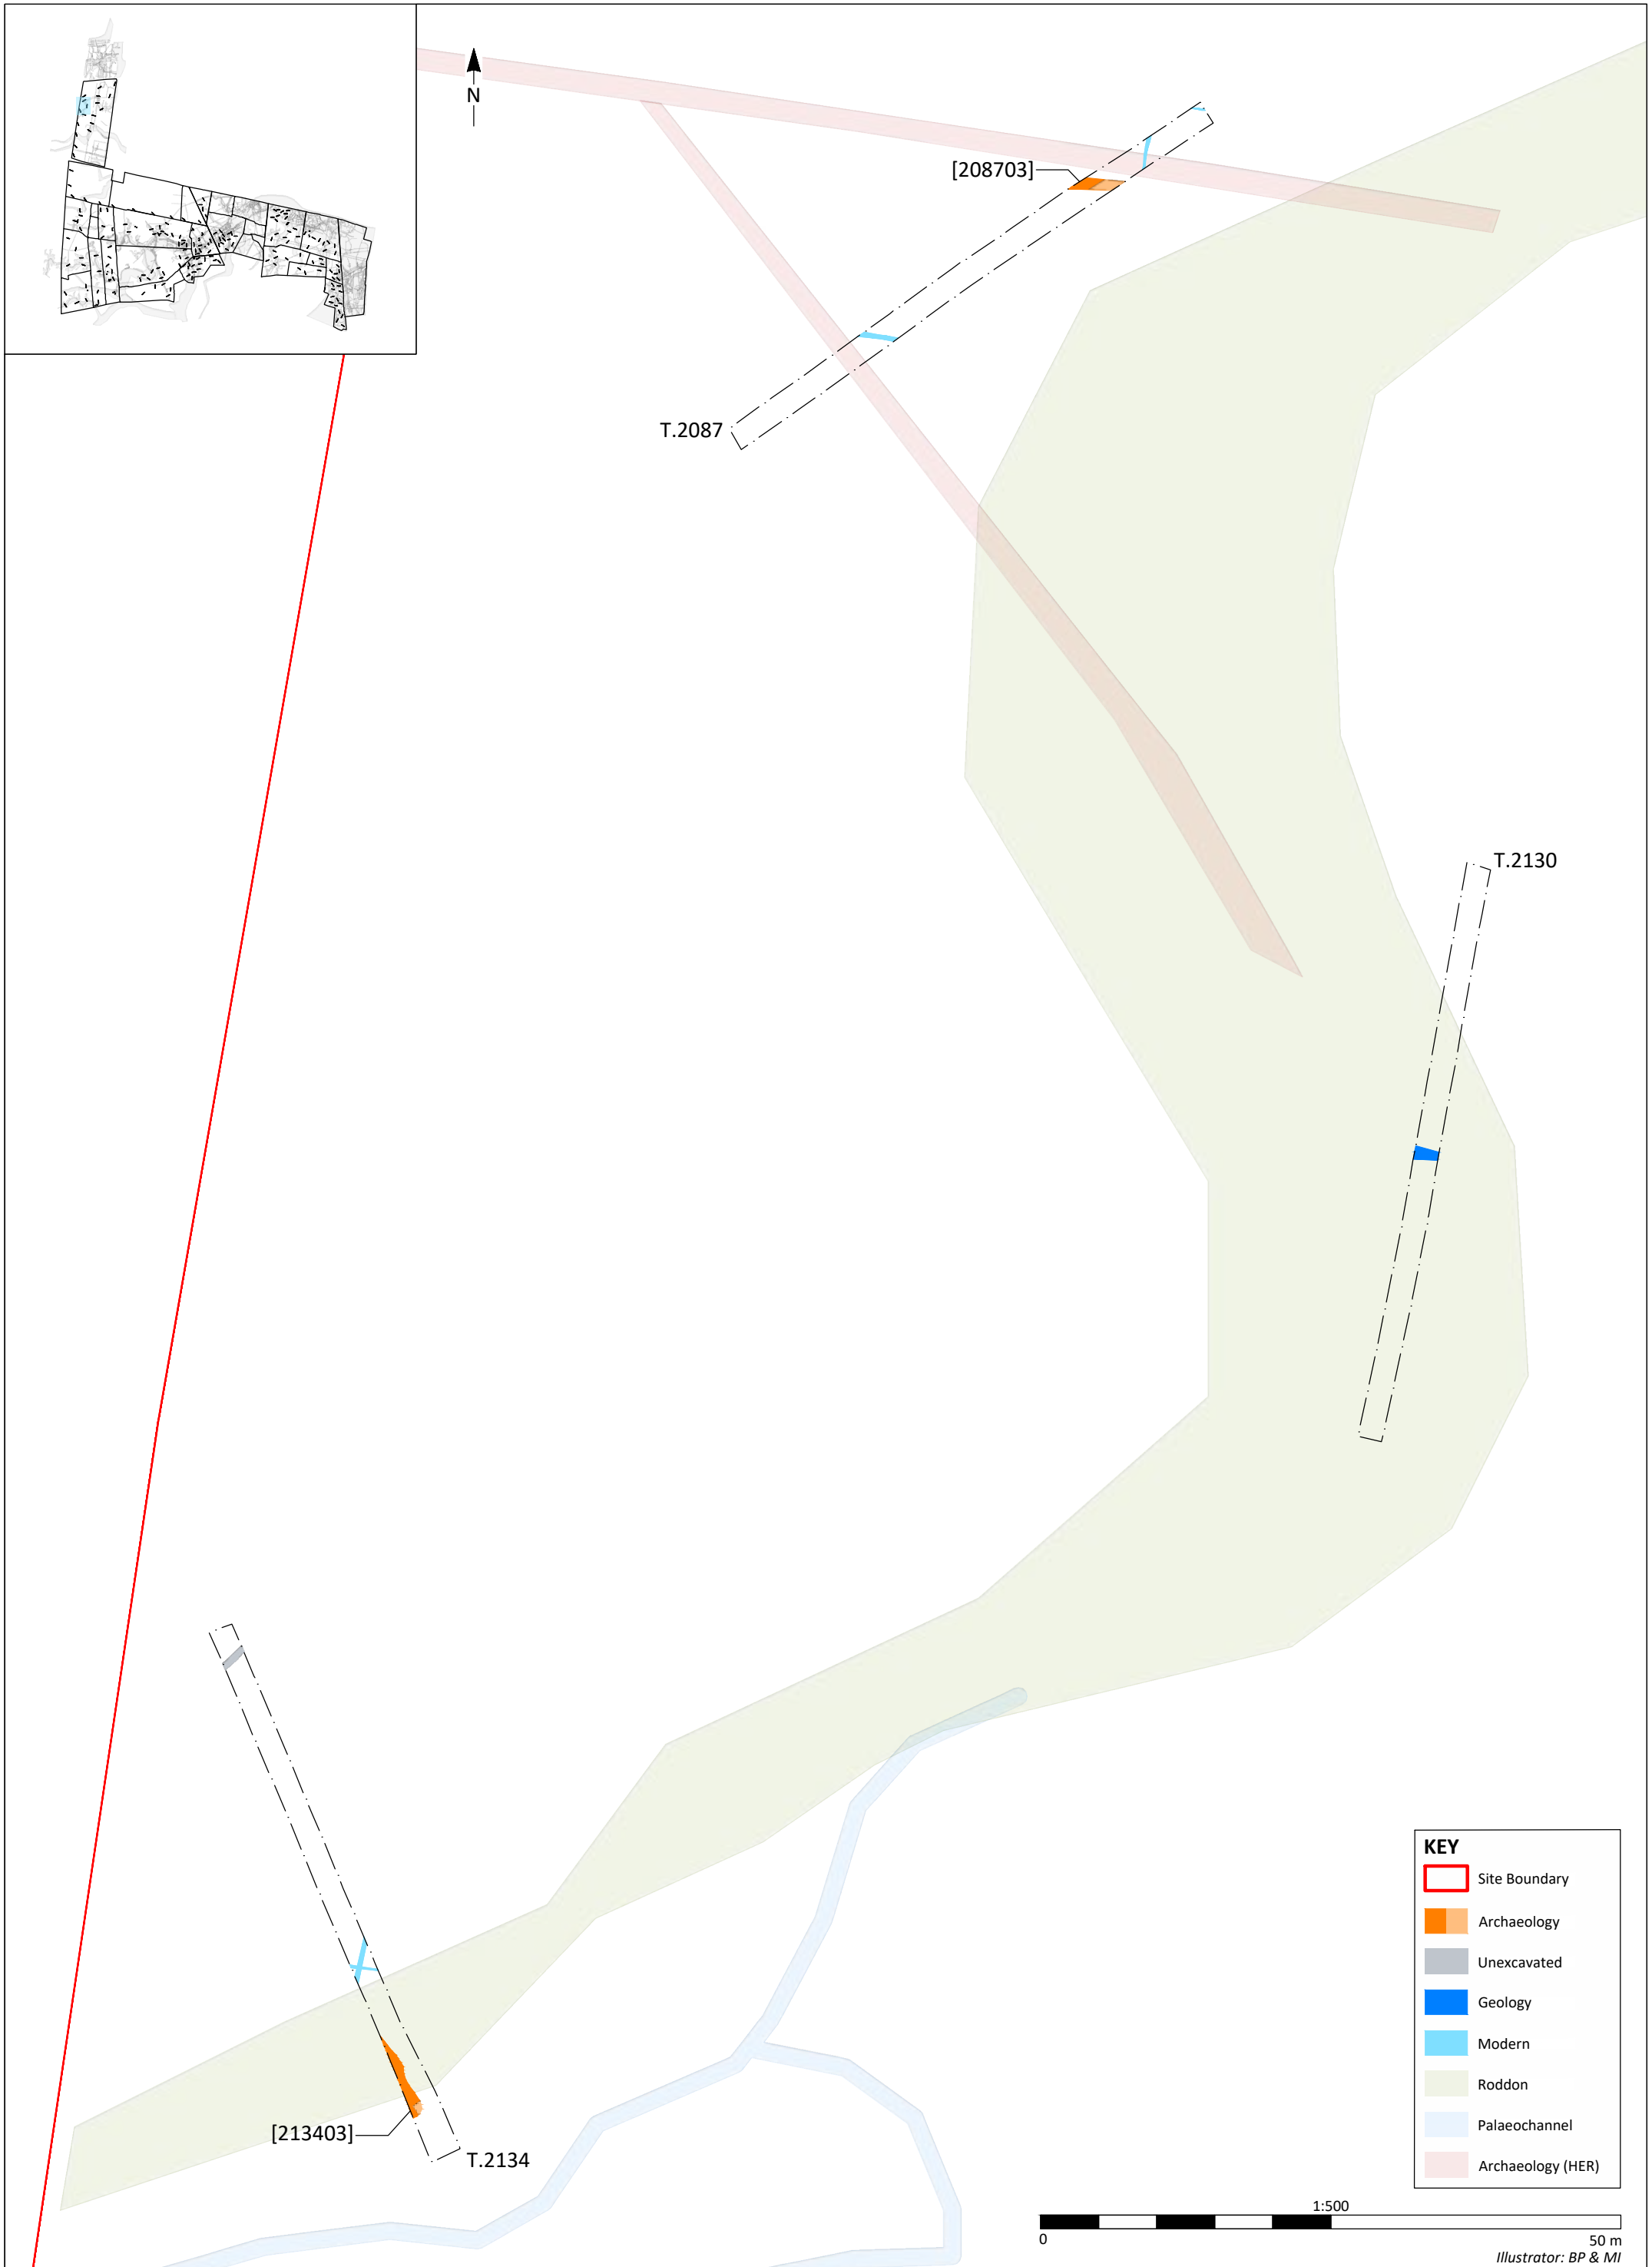 N
[208703]
T.2087
T.2130
[213403]
T.2134
KEY
Site Boundary
Archaeology
Unexcavated
Geology
Modern
Roddon
Palaeochannel
Archaeology (HER)
1:500
0 50 m
Illustrator: BP & MI